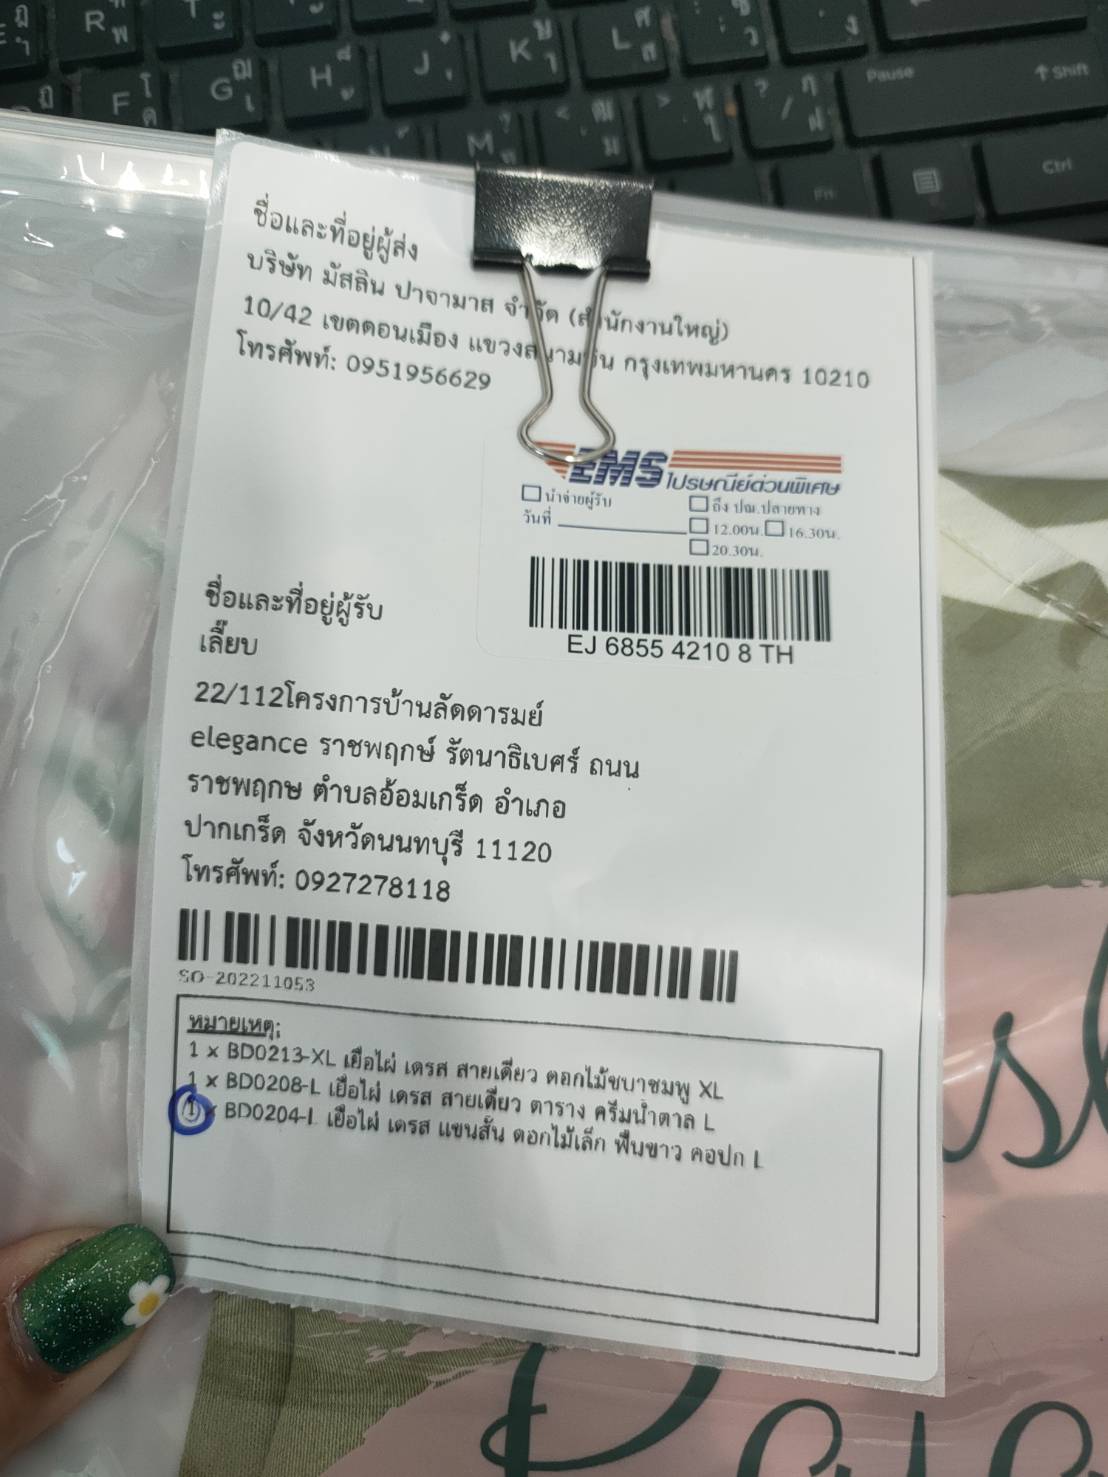 ชื่อและที่อยู่ผู้ส่ง
บริษัท มัสลิน ปาจามาส จำกัด (สำนักงานใหญ่)
10/42 เขตดอนเมือง แขวงสนามบิน กรุงเทพมหานคร 10210
โทรศัพท์: 0951956629
EMS ไปรษณีย์ด่วนพิเศษ
นำจ่ายผู้รับ
ถึง ปณ.ปลายทาง
วันที่
12.00น. 16.30น.
20.30น.
EJ 6855 4210 8 TH
ชื่อและที่อยู่ผู้รับ
เลี๊ยบ
22/112โครงการบ้านลัดดารมย์
elegance ราชพฤกษ์ รัตนาธิเบศร์ ถนน
ราชพฤกษ ตำบลอ้อมเกร็ด อำเภอ
ปากเกร็ด จังหวัดนนทบุรี 11120
โทรศัพท์: 0927278118
SO-202211053
หมายเหตุ:
1 x BD0213-XL เยื่อไผ่ เดรส สายเดี่ยว ดอกไม้ชบาชมพู XL
1 x BD0208-L เยื่อไผ่ เดรส สายเดี่ยว ตาราง ครีมน้ำตาล L
1 x BD0204-L เยื่อไผ่ เดรส แขนสั้น ดอกไม้เล็ก พื้นขาว คอปก L